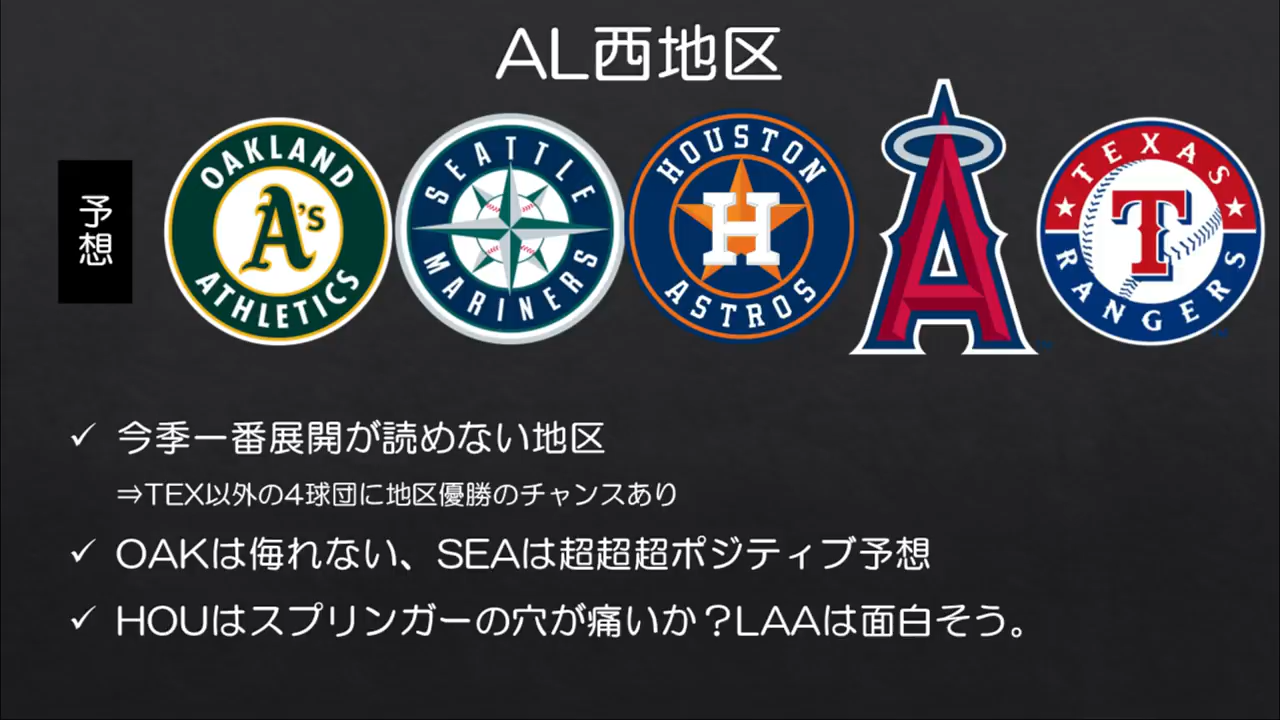 AL西地区
予想
OAKLAND
A's
ATHLETICS
SEATTLE
MARINERS
HOUSTON
H
ASTROS
A
TEXAS
T
RANGERS
✓ 今季一番展開が読めない地区
⇒TEX以外の4球団に地区優勝のチャンスあり
✓ OAKは侮れない、SEAは超超超ポジティブ予想
✓ HOUはスプリンガーの穴が痛いか?LAAは面白そう。